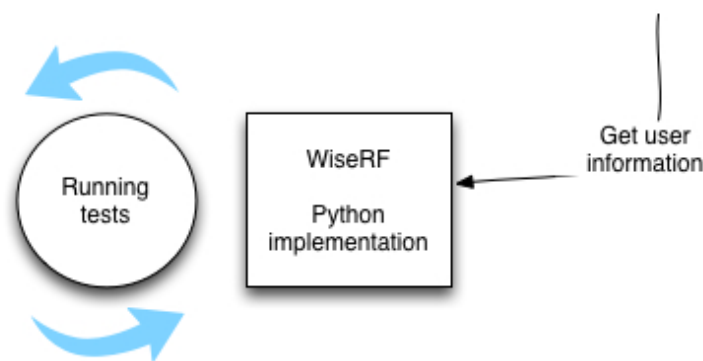 Running
tests
WiseRF
Python
implementation
Get user
information